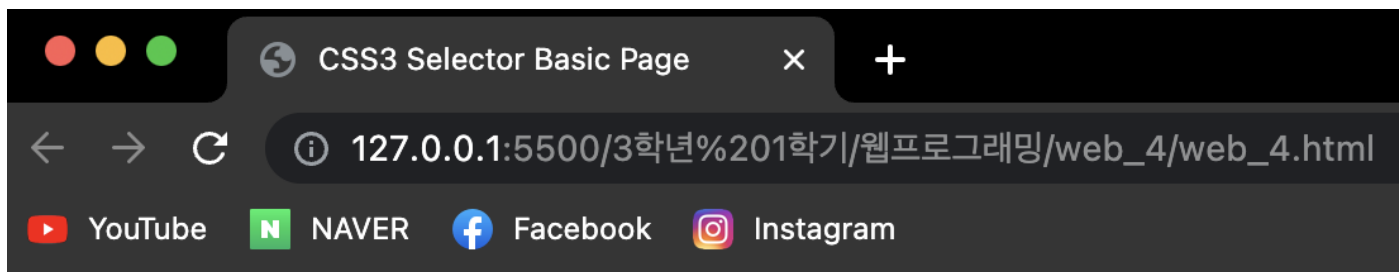 CSS3 Selector Basic Page
127.0.0.1:5500/3학년%201학기/웹프로그래밍/web_4/web_4.html
YouTube N NAVER Facebook Instagram